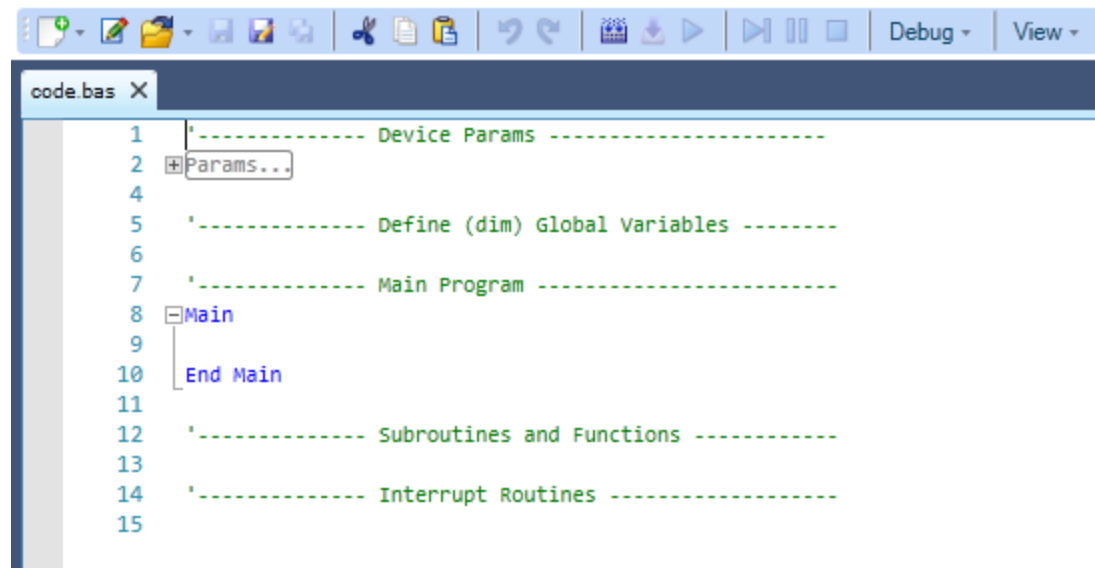 Debug View
code.bas
1 '-------------- Device Params -----------------------
2 Params...
4
5 '-------------- Define (dim) Global Variables --------
6
7 '-------------- Main Program -------------------------
8 Main
9
10 End Main
11
12 '-------------- Subroutines and Functions ------------
13
14 '-------------- Interrupt Routines -------------------
15